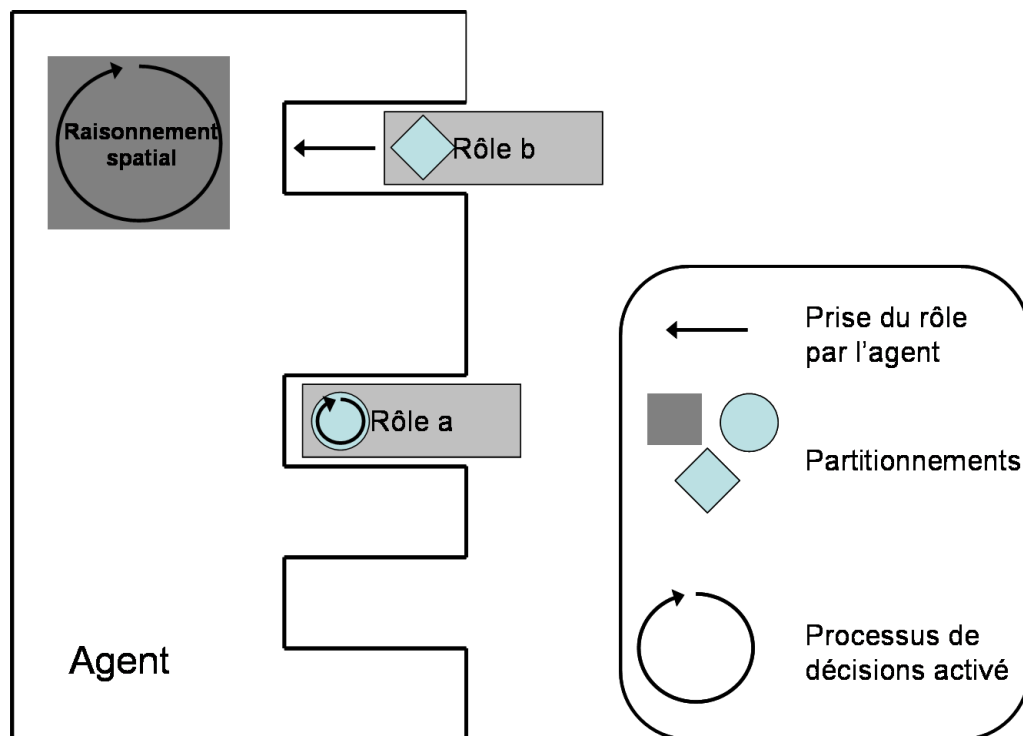 Raisonnement
spatial
Rôle b
Rôle a
Agent
Prise du rôle
par l'agent
Partitionnements
Processus de
décisions activé